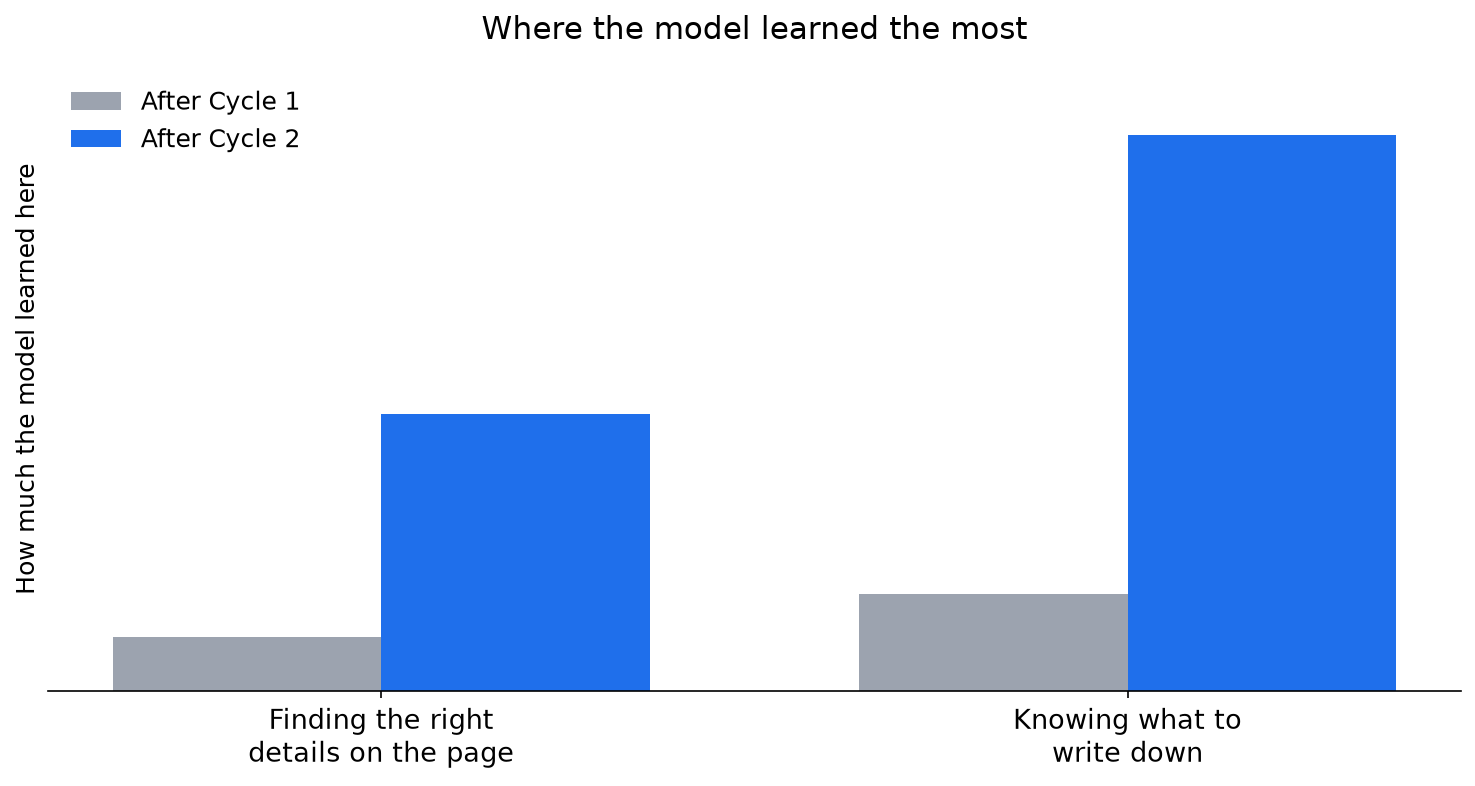 Where the model learned the most
After Cycle 1
After Cycle 2
How much the model learned here
Finding the right
details on the page
Knowing what to
write down